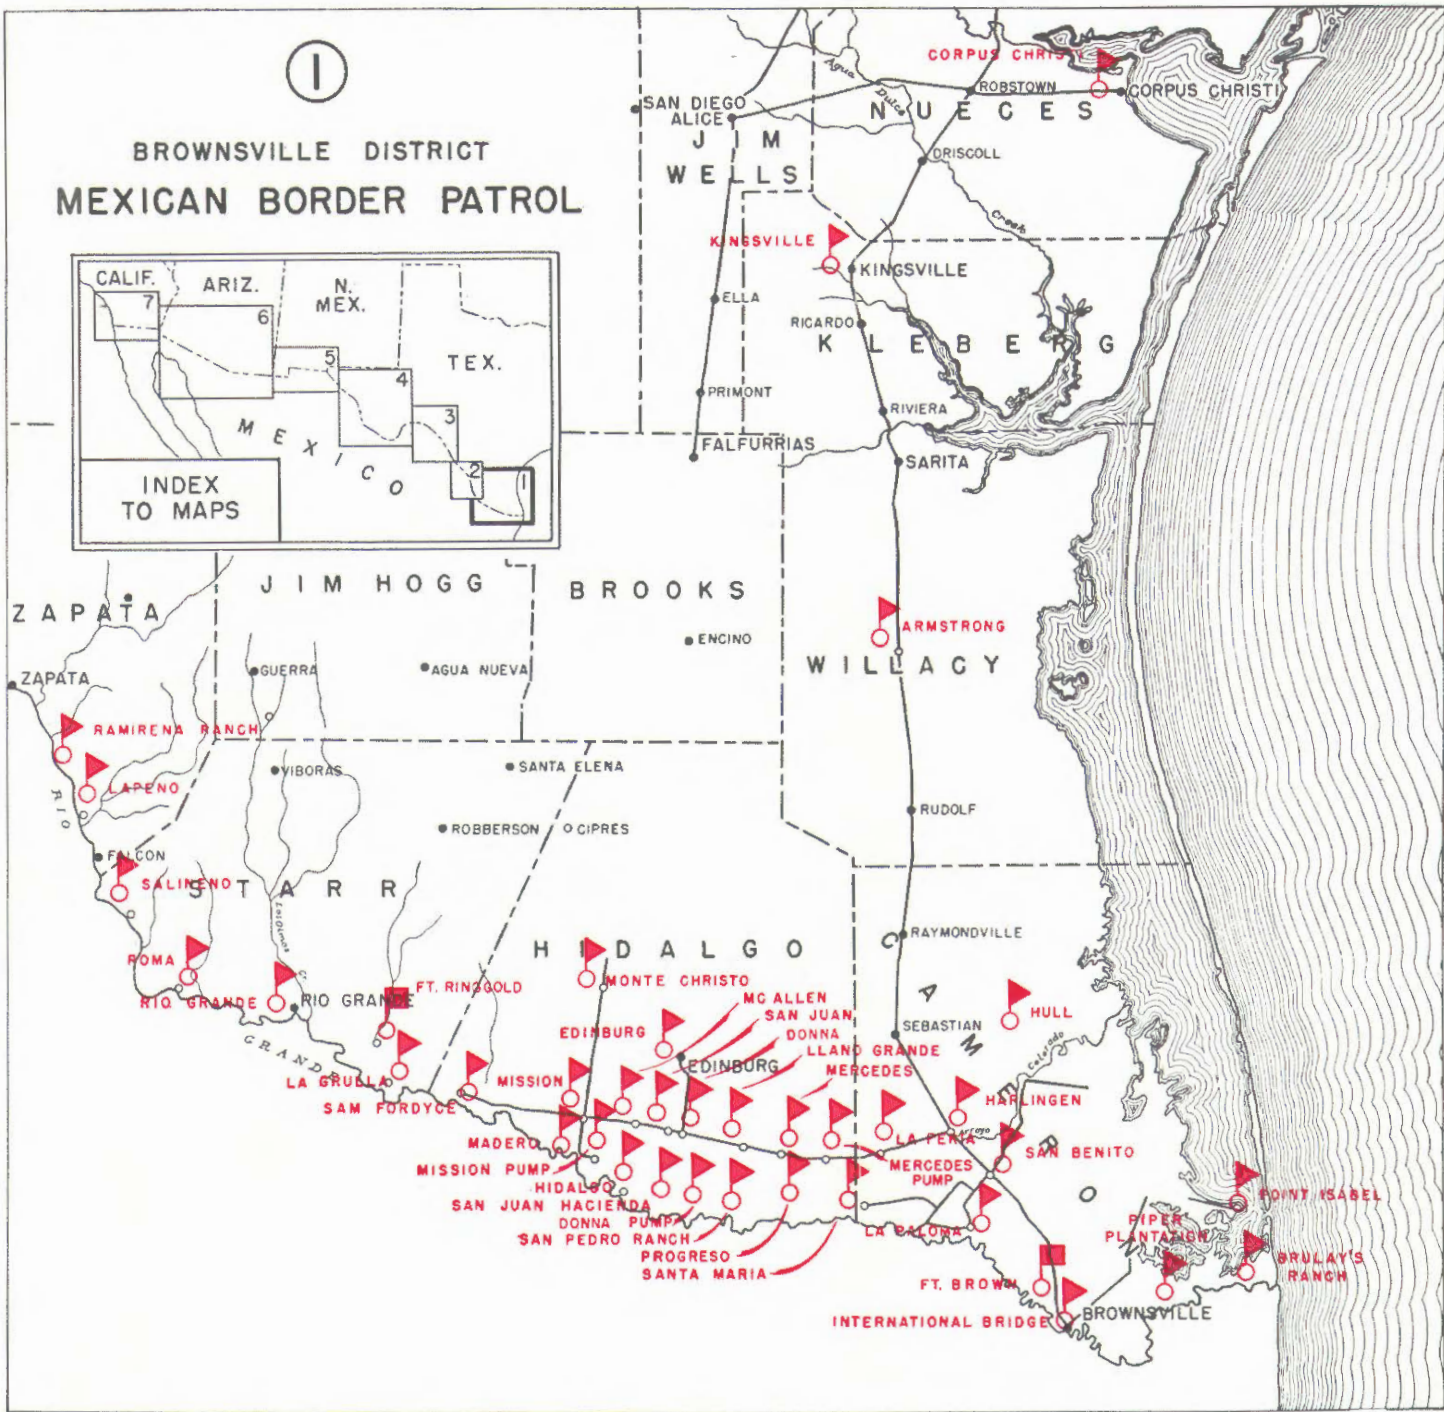 1
BROWNSVILLE DISTRICT
MEXICAN BORDER PATROL
CALIF.
ARIZ.
N. MEX.
TEX.
7
6
5
4
3
2
1
MEXICO
INDEX
TO MAPS
CORPUS CHRISTI
Agua Dulce Creek
ROBSTOWN
CORPUS CHRISTI
SAN DIEGO
ALICE
NUECES
JIM
WELLS
DRISCOLL
KINGSVILLE
KINGSVILLE
ELLA
RICARDO
KLEBERG
PRIMONT
RIVIERA
FALFURRIAS
SARITA
JIM HOGG
BROOKS
ZAPATA
ARMSTRONG
ENCINO
WILLACY
GUERRA
AGUA NUEVA
ZAPATA
RAMIRENA RANCH
VIBORAS
SANTA ELENA
LAPENO
RIO
RUDOLF
ROBBERSON
CIPRES
FALCON
SALINENO
STARR
Los Olmos Cr.
HIDALGO
RAYMONDVILLE
ROMA
FT. RINGGOLD
MONTE CHRISTO
RIO GRANDE
RIO GRANDE
MC ALLEN
SAN JUAN
HULL
EDINBURG
DONNA
SEBASTIAN
LLANO GRANDE
GRANDE
EDINBURG
MERCEDES
CAMERON
Colorado
LA GRULLA
MISSION
SAM FORDYCE
HARLINGEN
Arroyo
MADERO
LA FERIA
SAN BENITO
MISSION PUMP
MERCEDES
PUMP
HIDALGO
SAN JUAN HACIENDA
POINT ISABEL
DONNA PUMP
PIPER
PLANTATION
LA PALOMA
SAN PEDRO RANCH
PROGRESO
BRULAY'S
RANCH
SANTA MARIA
FT. BROWN
BROWNSVILLE
INTERNATIONAL BRIDGE